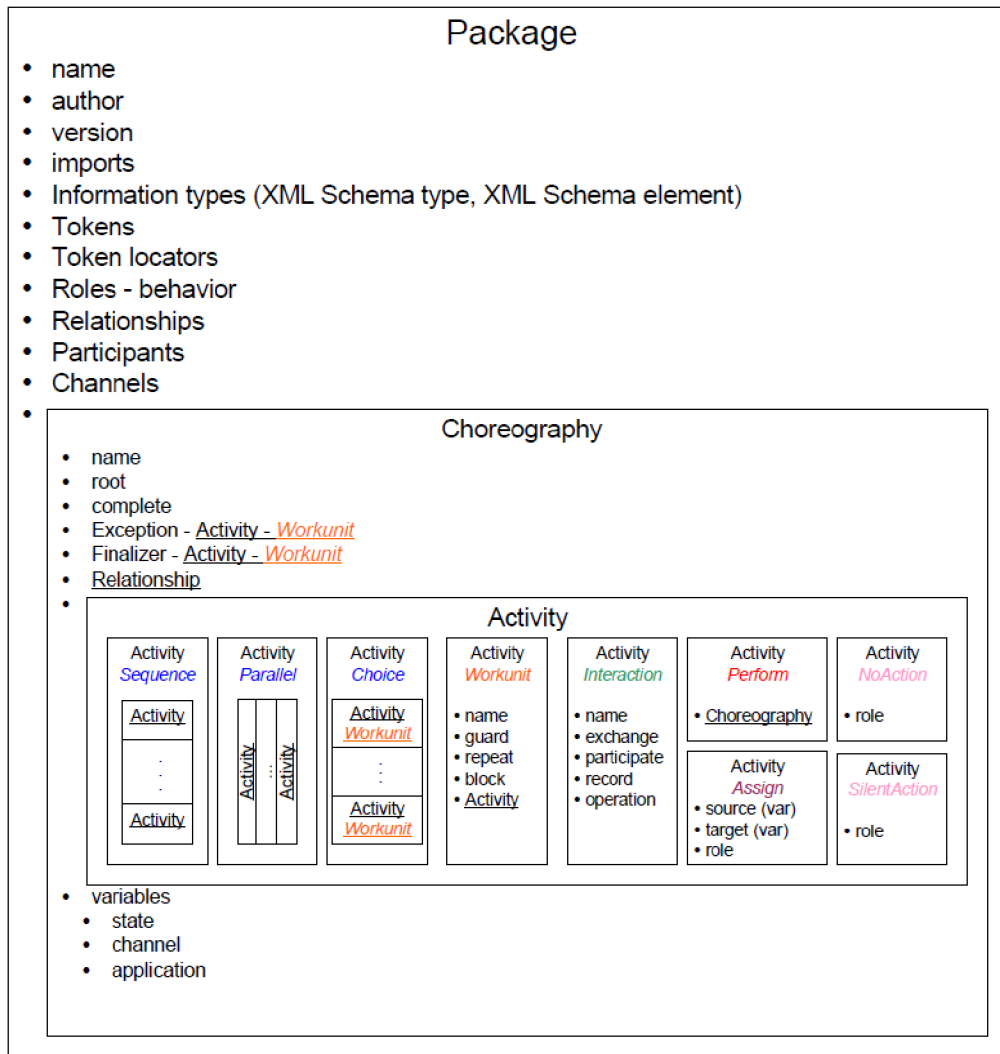 Package
• name
• author
• version
• imports
• Information types (XML Schema type, XML Schema element)
• Tokens
• Token locators
• Roles - behavior
• Relationships
• Participants
• Channels
•
Choreography
• name
• root
• complete
• Exception - Activity - Workunit
• Finalizer - Activity - Workunit
• Relationship
•
Activity
Activity
Sequence
Activity
. . .
Activity
Activity
Parallel
Activity
...
Activity
Activity
Choice
Activity
Workunit
. . .
Activity
Workunit
Activity
Workunit
• name
• guard
• repeat
• block
• Activity
Activity
Interaction
• name
• exchange
• participate
• record
• operation
Activity
Perform
• Choreography
Activity
Assign
• source (var)
• target (var)
• role
Activity
NoAction
• role
Activity
SilentAction
• role
• variables
• state
• channel
• application